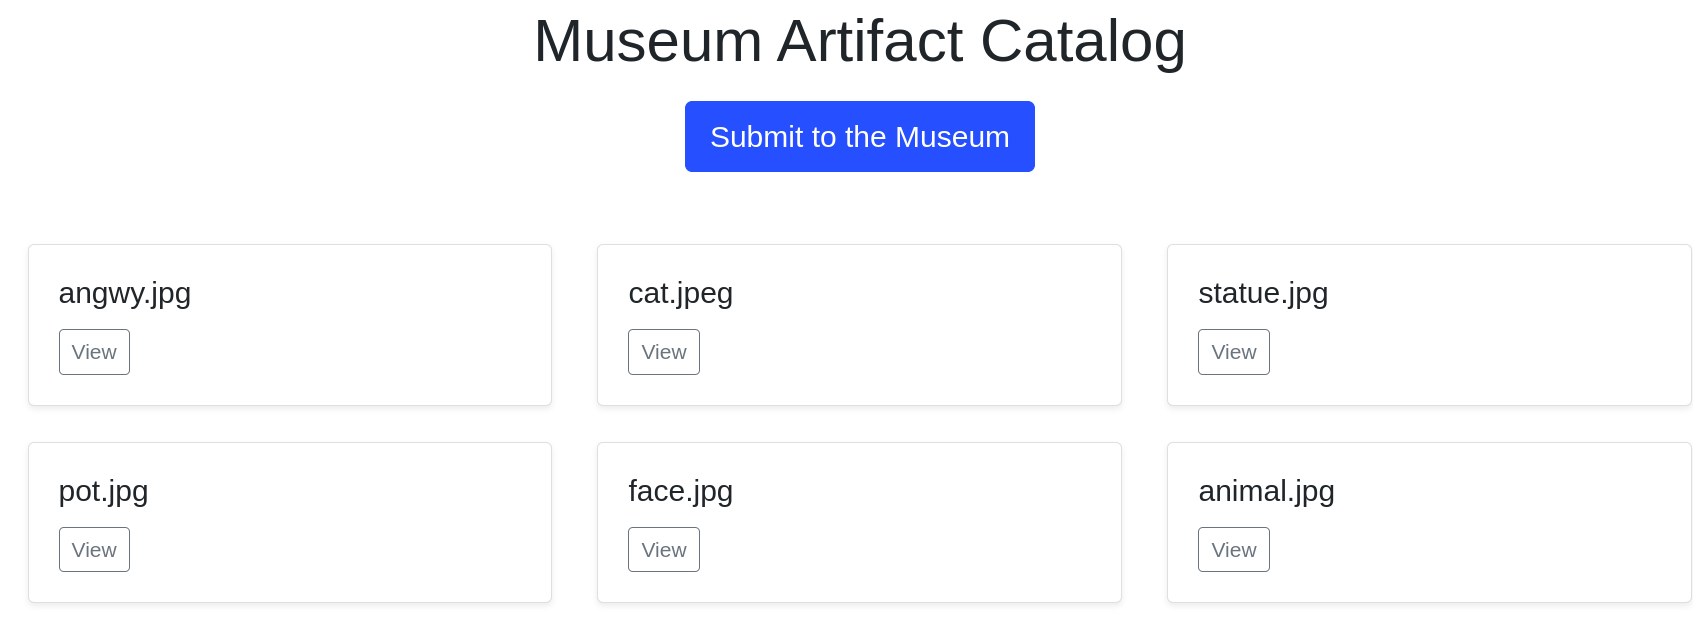 Museum Artifact Catalog
Submit to the Museum
angwy.jpg
View
cat.jpeg
View
statue.jpg
View
pot.jpg
View
face.jpg
View
animal.jpg
View